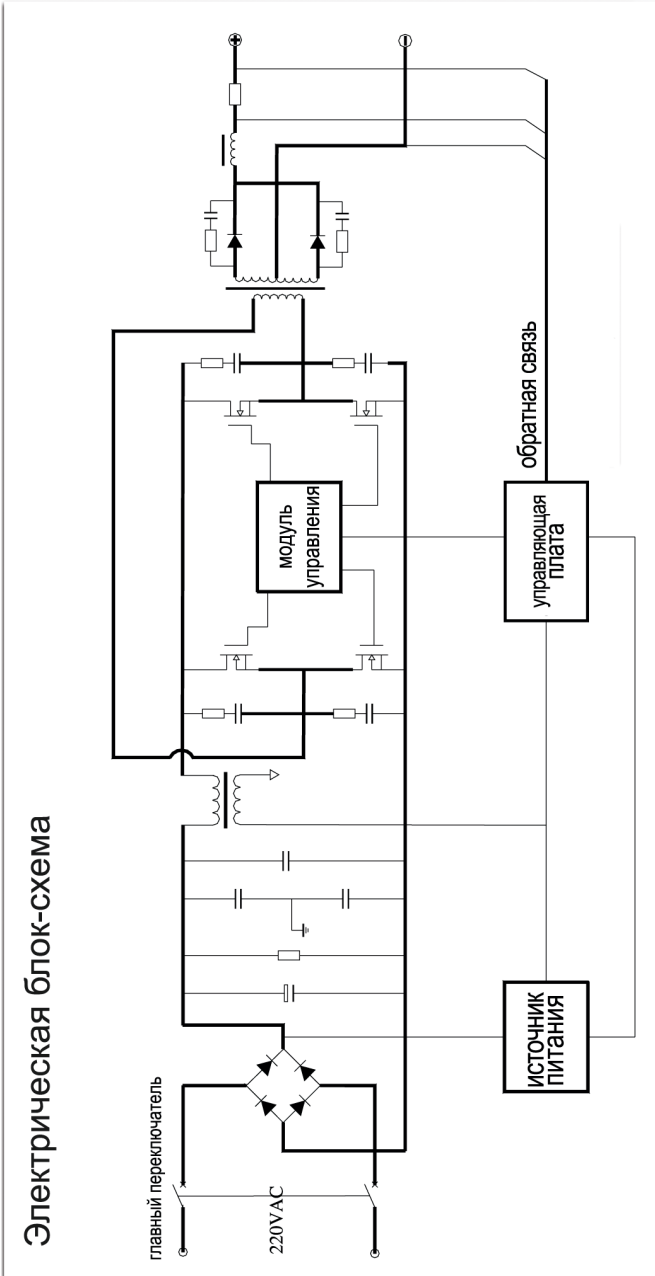 Электрическая блок-схема
главный переключатель
220VAC
источник
питания
модуль
управления
управляющая
плата
обратная связь
+
-